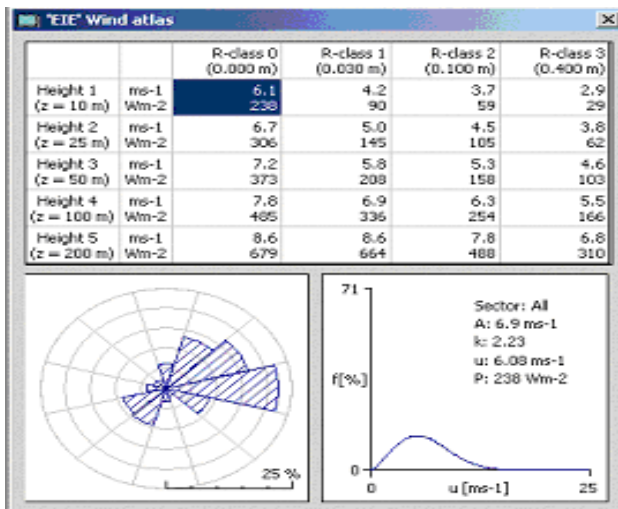 'EIE' Wind atlas
R-class 0 R-class 1 R-class 2 R-class 3
(0.000 m) (0.030 m) (0.100 m) (0.400 m)
Height 1 ms-1 6.1 4.2 3.7 2.9
(z = 10 m) Wm-2 238 90 59 29
Height 2 ms-1 6.7 5.0 4.5 3.8
(z = 25 m) Wm-2 306 145 105 62
Height 3 ms-1 7.2 5.8 5.3 4.6
(z = 50 m) Wm-2 373 208 158 103
Height 4 ms-1 7.8 6.9 6.3 5.5
(z = 100 m) Wm-2 485 336 254 166
Height 5 ms-1 8.6 8.6 7.8 6.8
(z = 200 m) Wm-2 679 664 488 310
25 %
71
Sector: All
A: 6.9 ms-1
k: 2.23
u: 6.08 ms-1
P: 238 Wm-2
f[%]
0
0 u [ms-1] 25